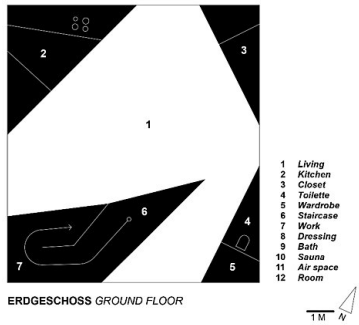 2
3
1
6
4
7
5
1 Living
2 Kitchen
3 Closet
4 Toilette
5 Wardrobe
6 Staircase
7 Work
8 Dressing
9 Bath
10 Sauna
11 Air space
12 Room
ERDGESCHOSS GROUND FLOOR
1 M N